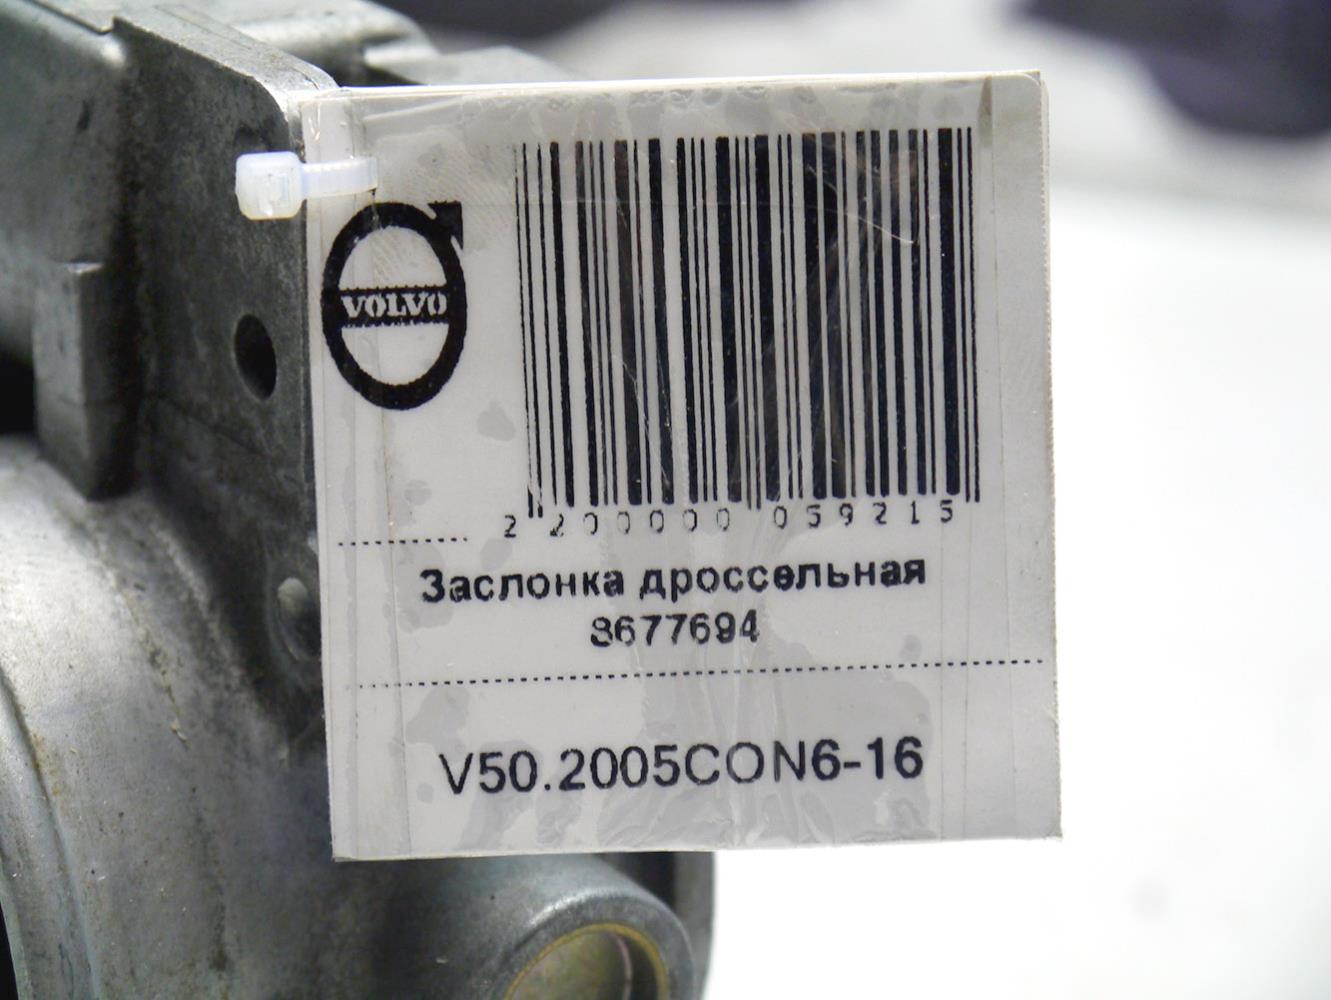 VOLVO
2 200000 059215
Заслонка дроссельная
8677694
V50.2005CON6-16